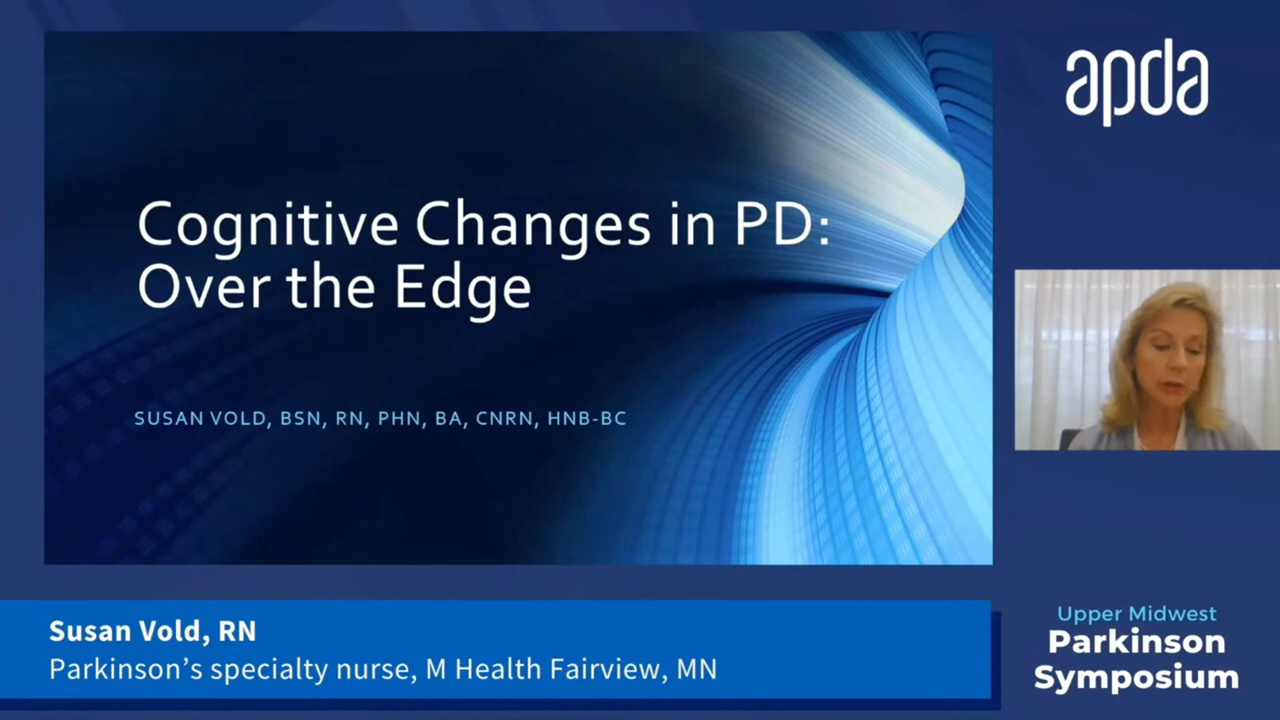 Cognitive Changes in PD:
Over the Edge
SUSAN VOLD, BSN, RN, PHN, BA, CNRN, HNB-BC
apda
Susan Vold, RN
Parkinson's specialty nurse, M Health Fairview, MN
Upper Midwest
Parkinson
Symposium